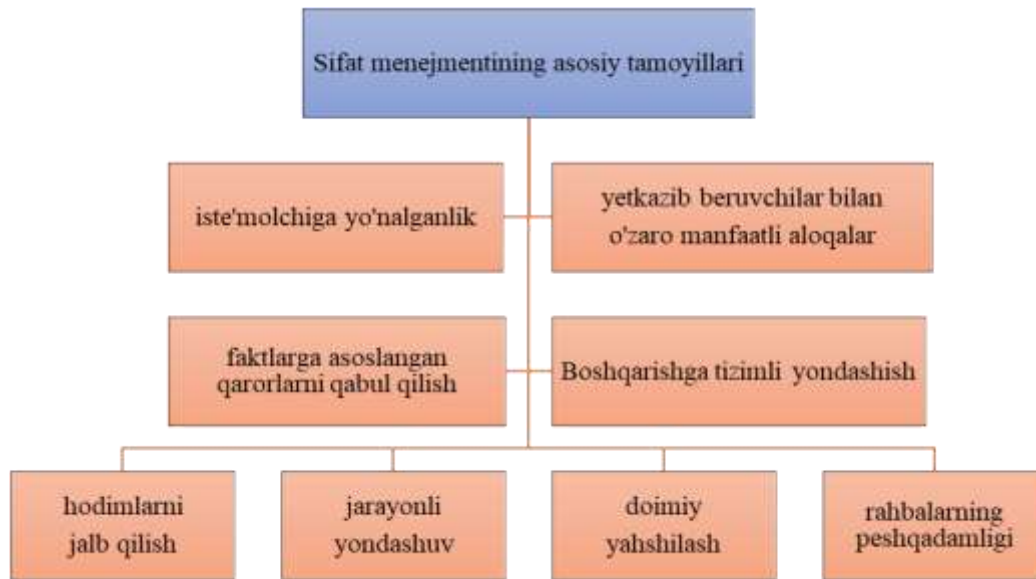 Sifat menejmentining asosiy tamoyillari
iste'molchiga yo'nalganlik
yetkazib beruvchilar bilan
o'zaro manfaatli aloqalar
faktlarga asoslangan
qarorlarni qabul qilish
Boshqarishga tizimli yondashish
hodimlarni
jalb qilish
jarayonli
yondashuv
doimiy
yahshilash
rahbalarning
peshqadamligi